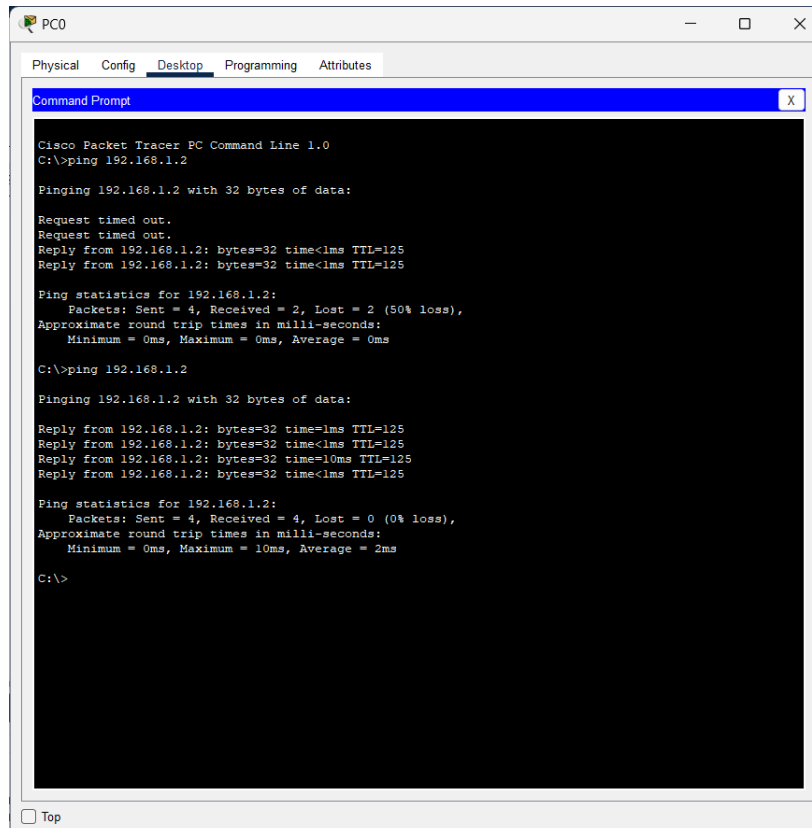 PC0
Physical Config Desktop Programming Attributes
Command Prompt
X
Cisco Packet Tracer PC Command Line 1.0
C:\>ping 192.168.1.2
Pinging 192.168.1.2 with 32 bytes of data:
Request timed out.
Request timed out.
Reply from 192.168.1.2: bytes=32 time<1ms TTL=125
Reply from 192.168.1.2: bytes=32 time<1ms TTL=125
Ping statistics for 192.168.1.2:
Packets: Sent = 4, Received = 2, Lost = 2 (50% loss),
Approximate round trip times in milli-seconds:
Minimum = 0ms, Maximum = 0ms, Average = 0ms
C:\>ping 192.168.1.2
Pinging 192.168.1.2 with 32 bytes of data:
Reply from 192.168.1.2: bytes=32 time=1ms TTL=125
Reply from 192.168.1.2: bytes=32 time<1ms TTL=125
Reply from 192.168.1.2: bytes=32 time=10ms TTL=125
Reply from 192.168.1.2: bytes=32 time<1ms TTL=125
Ping statistics for 192.168.1.2:
Packets: Sent = 4, Received = 4, Lost = 0 (0% loss),
Approximate round trip times in milli-seconds:
Minimum = 0ms, Maximum = 10ms, Average = 2ms
C:\>
Top